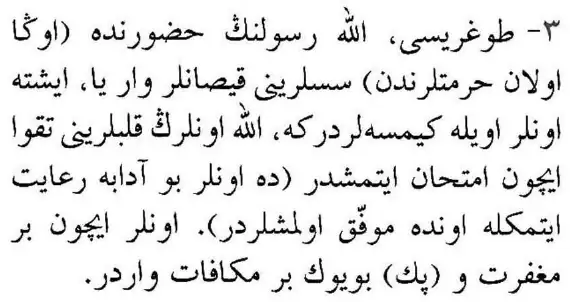 ٣- طوغریسی، الله رسولنڭ حضورنده (اوڭا
اولان حرمتلرندن) سسلرینی قیصانلر وار یا، ایشته
اونلر اویله کیمسه‌لردرکه، الله اونلرڭ قلبلرینی تقوا
ایچون امتحان ایتمشدر (ده اونلر بو آدابه رعایت
ایتمکله اونده موفّق اولمشلردر). اونلر ایچون بر
مغفرت و (پك) بویوك بر مکافات واردر.